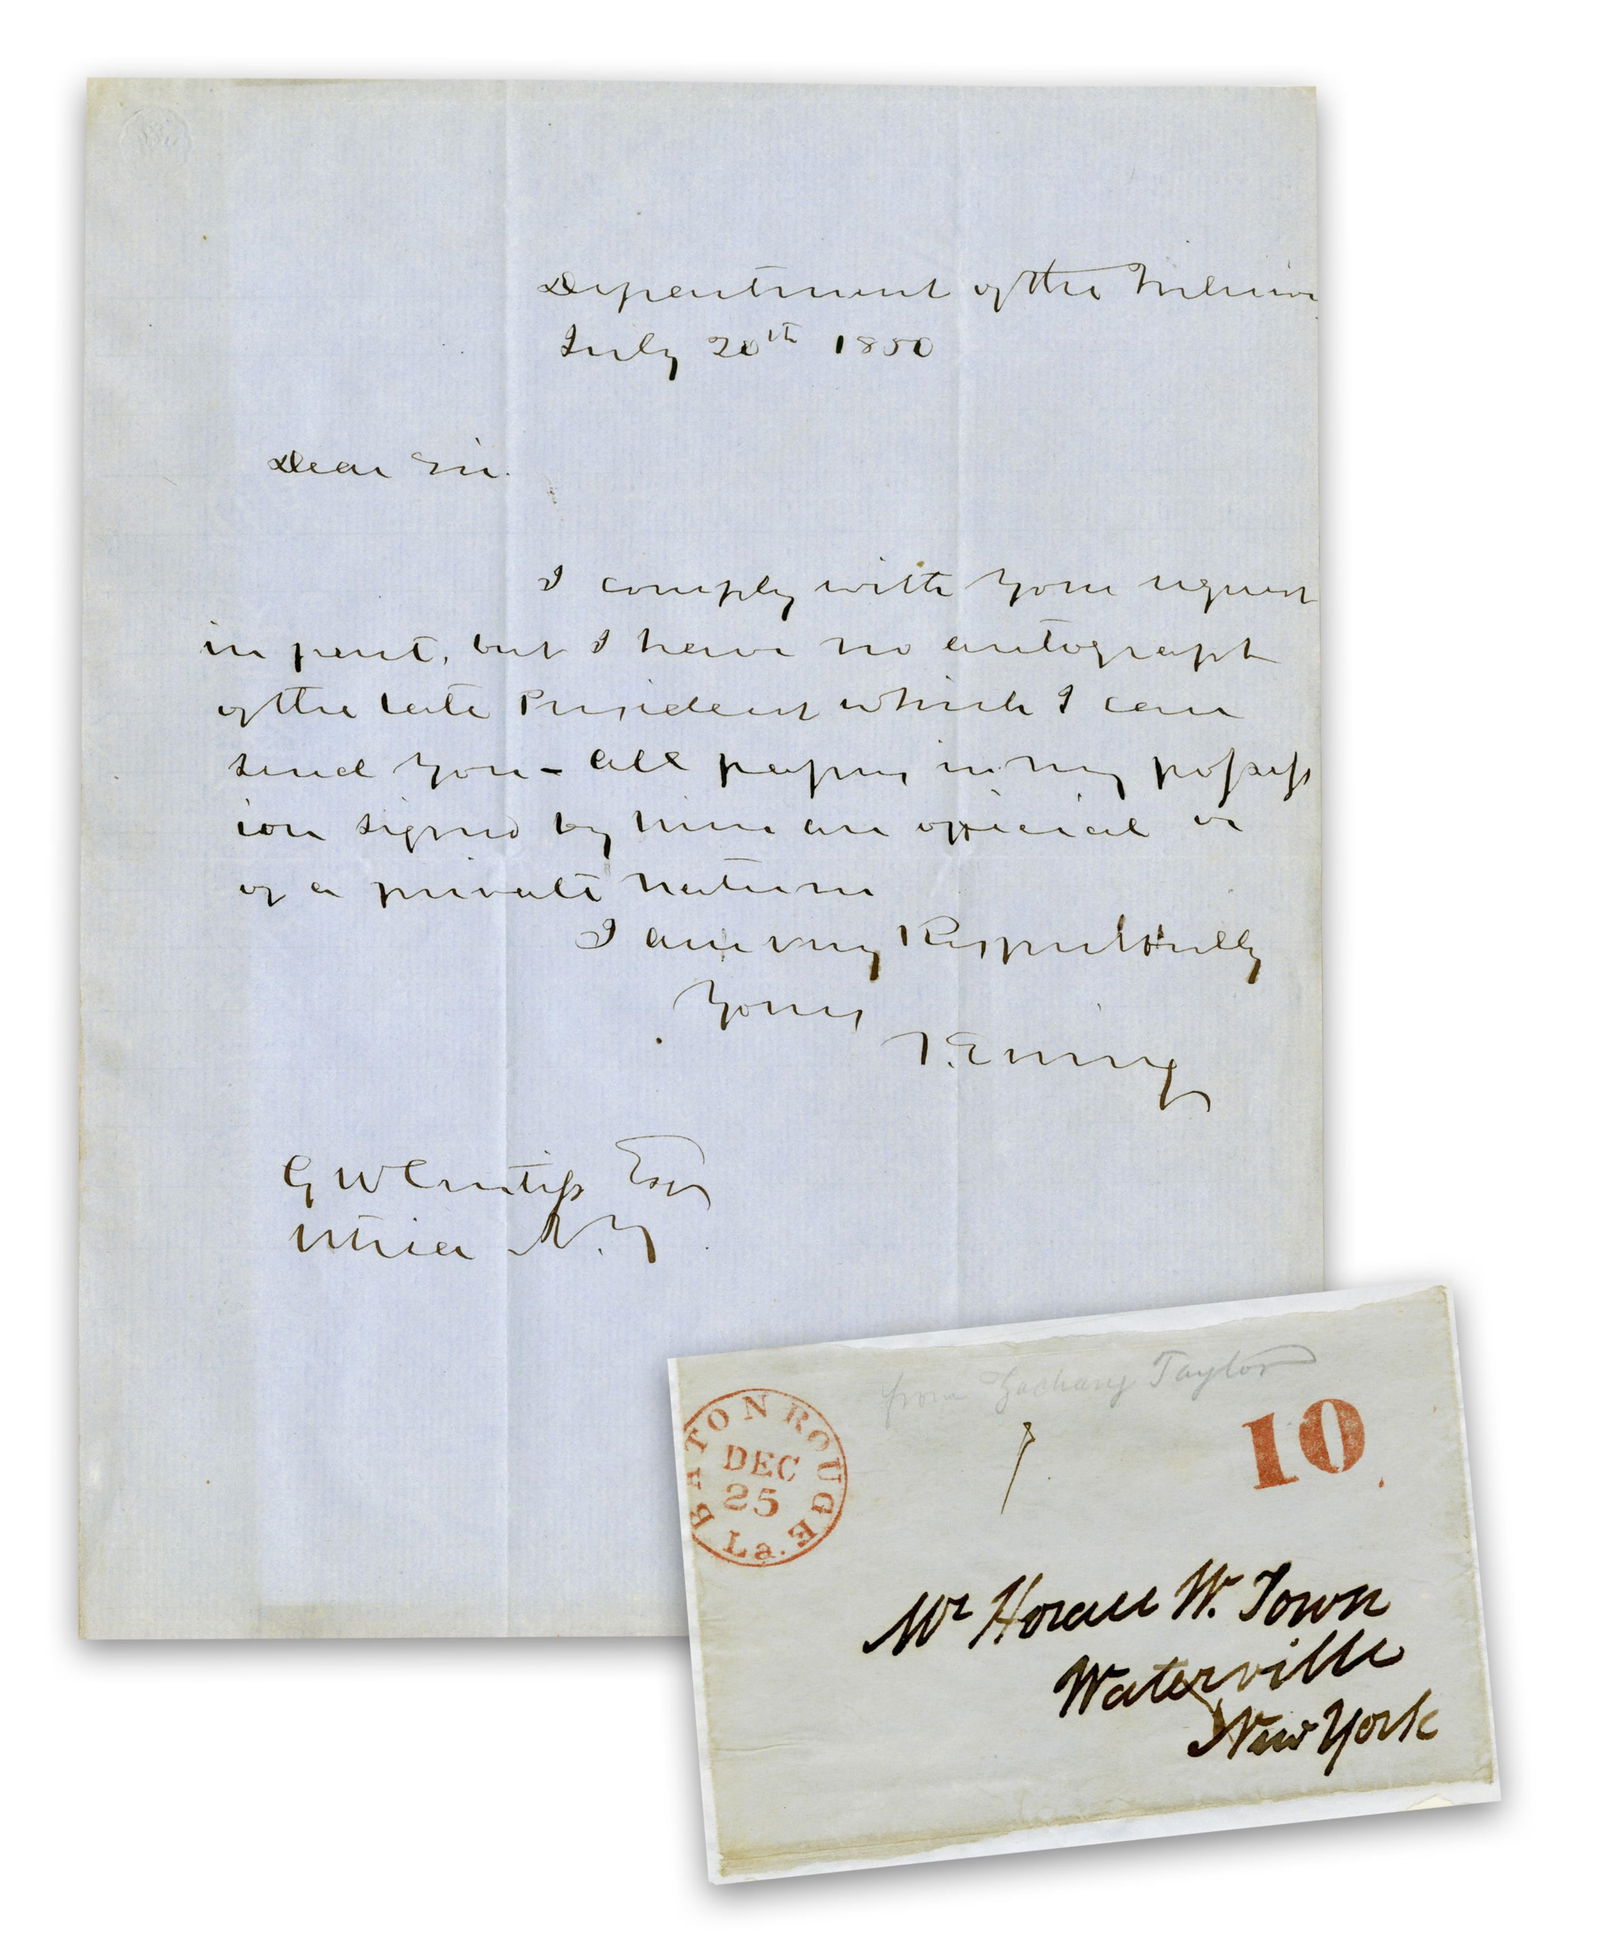 Department of the Interior
July 20th 1850
Dear Sir.
I comply with your request
in part, but I have no autograph
of the late President which I can
send you – All papers in my possess
ion signed by him are official or
of a private nature
I am very Respectfully
Yours
T. Ewing
G W Curtiss Esqr
Utica N.Y
from Zachary Taylor
BATON ROUGE La.
DEC
25
10
Mr Horace W. Town
Waterville
New York